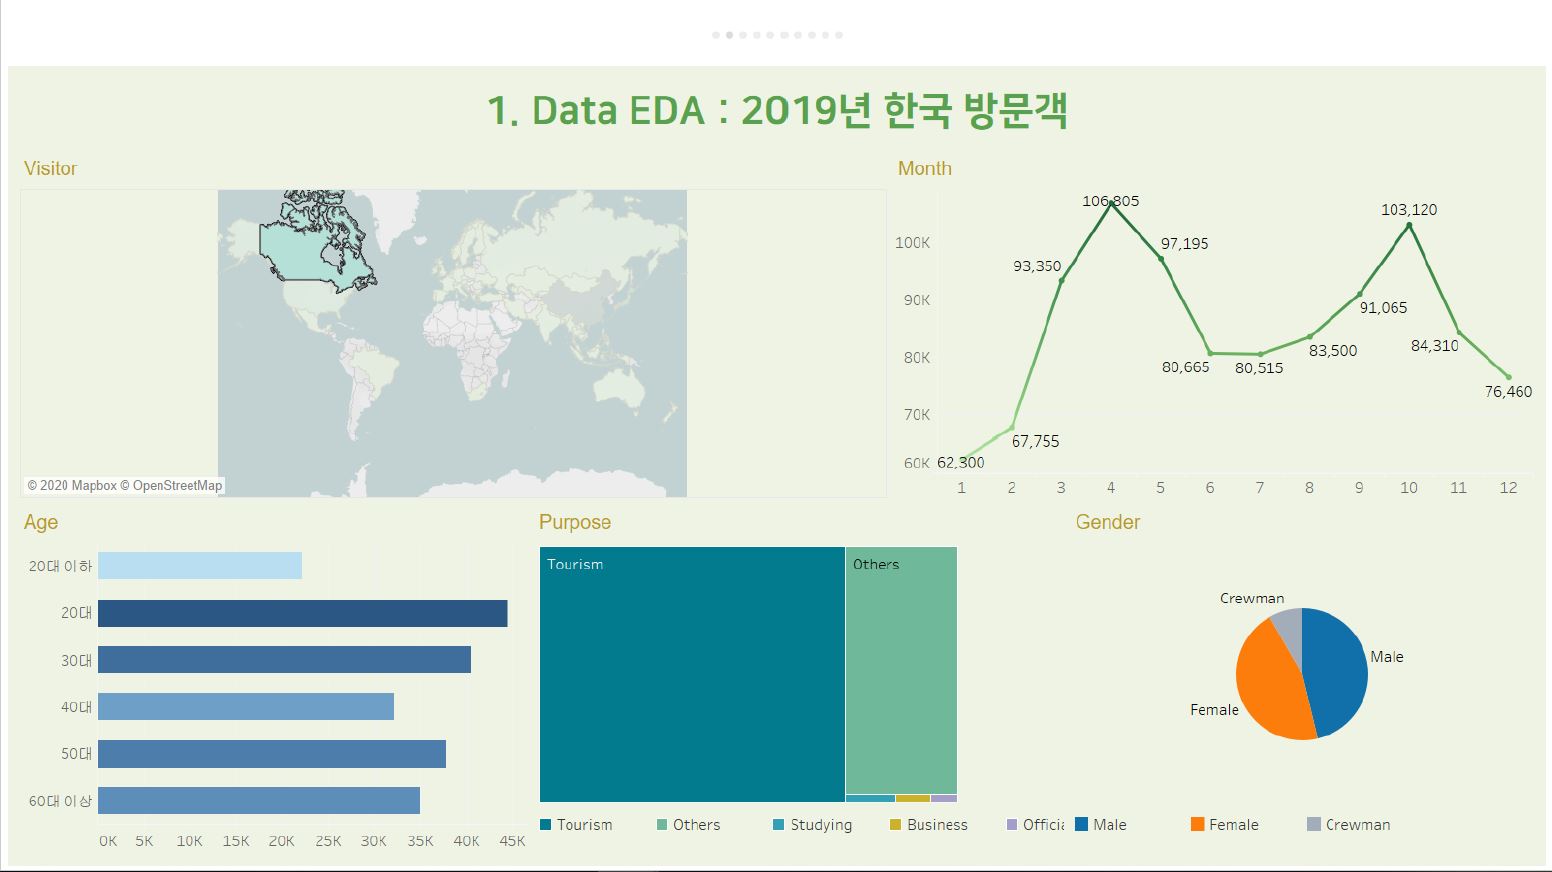 1. Data EDA : 2019년 한국 방문객
Visitor
© 2020 Mapbox © OpenStreetMap
Month
100K
90K
80K
70K
60K
62,300
67,755
93,350
106,805
97,195
80,665
80,515
83,500
91,065
103,120
84,310
76,460
1 2 3 4 5 6 7 8 9 10 11 12
Age
20대 이하
20대
30대
40대
50대
60대 이상
0K 5K 10K 15K 20K 25K 30K 35K 40K 45K
Purpose
Tourism
Others
Tourism Others Studying Business Officia
Gender
Crewman
Male
Female
Male Female Crewman